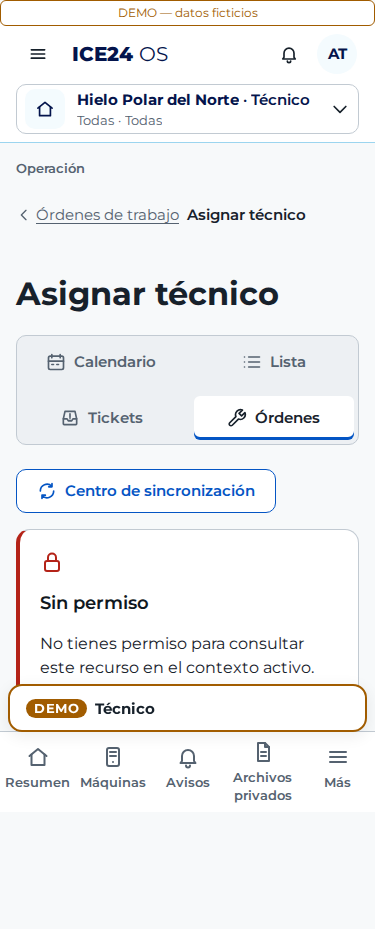 DEMO — datos ficticios
ICE24 OS
AT
Hielo Polar del Norte · Técnico
Todas · Todas
Operación
Órdenes de trabajo Asignar técnico
Asignar técnico
Calendario
Lista
Tickets
Órdenes
Centro de sincronización
Sin permiso
No tienes permiso para consultar
este recurso en el contexto activo.
DEMO Técnico
Resumen
Máquinas
Avisos
Archivos
privados
Más